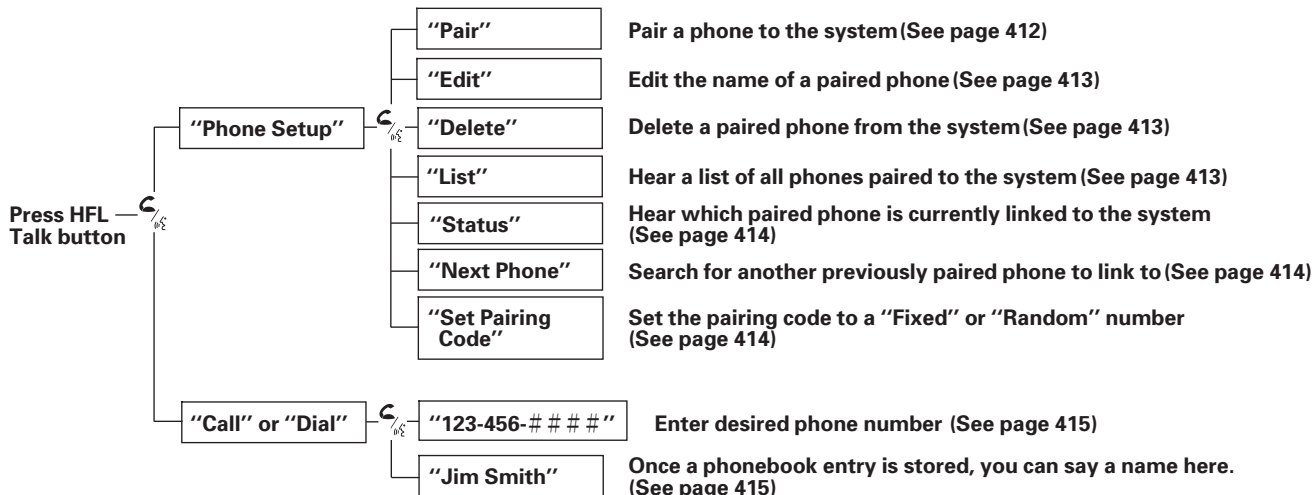 "Pair" Pair a phone to the system (See page 412)
"Edit" Edit the name of a paired phone (See page 413)
"Phone Setup" "Delete" Delete a paired phone from the system (See page 413)
"List" Hear a list of all phones paired to the system (See page 413)
Press HFL
Talk button
"Status" Hear which paired phone is currently linked to the system
(See page 414)
"Next Phone" Search for another previously paired phone to link to (See page 414)
"Set Pairing
Code"
Set the pairing code to a "Fixed" or "Random" number
(See page 414)
"Call" or "Dial" "123-456-####" Enter desired phone number (See page 415)
"Jim Smith" Once a phonebook entry is stored, you can say a name here.
(See page 415)